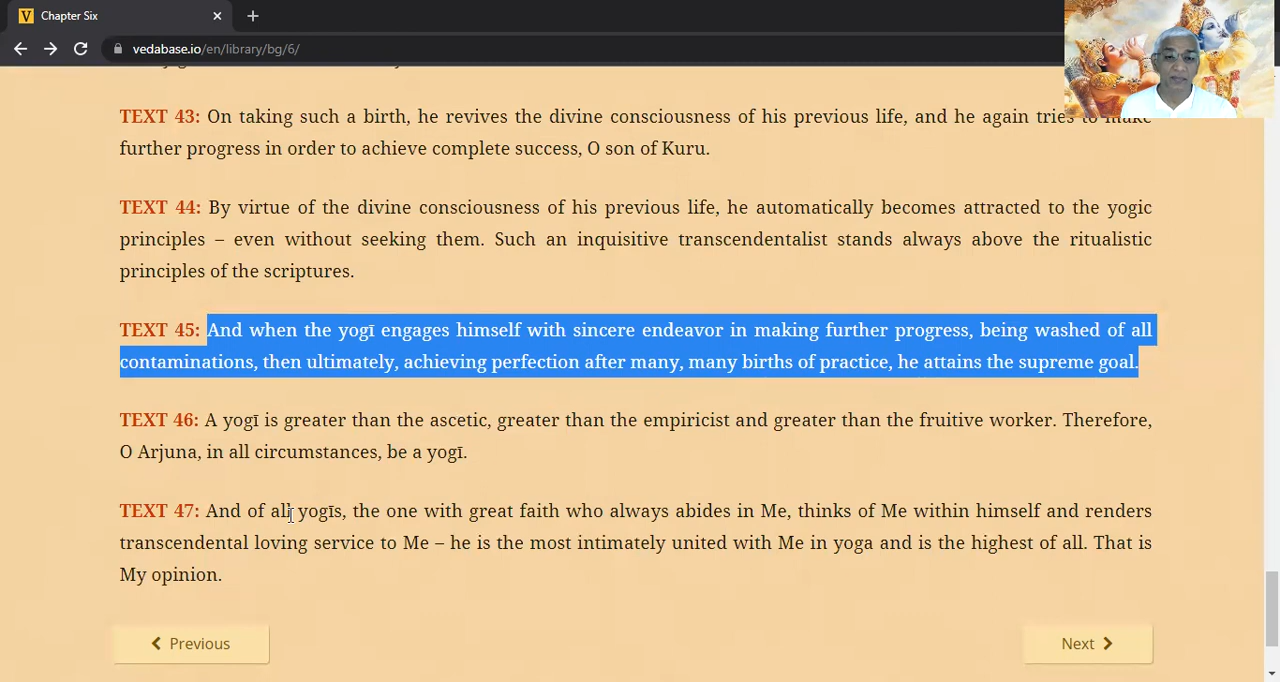 Chapter Six
vedabase.io/en/library/bg/6/
TEXT 43: On taking such a birth, he revives the divine consciousness of his previous life, and he again tries to make
further progress in order to achieve complete success, O son of Kuru.
TEXT 44: By virtue of the divine consciousness of his previous life, he automatically becomes attracted to the yogic
principles – even without seeking them. Such an inquisitive transcendentalist stands always above the ritualistic
principles of the scriptures.
TEXT 45: And when the yogī engages himself with sincere endeavor in making further progress, being washed of all
contaminations, then ultimately, achieving perfection after many, many births of practice, he attains the supreme goal.
TEXT 46: A yogī is greater than the ascetic, greater than the empiricist and greater than the fruitive worker. Therefore,
O Arjuna, in all circumstances, be a yogī.
TEXT 47: And of all yogīs, the one with great faith who always abides in Me, thinks of Me within himself and renders
transcendental loving service to Me – he is the most intimately united with Me in yoga and is the highest of all. That is
My opinion.
Previous
Next